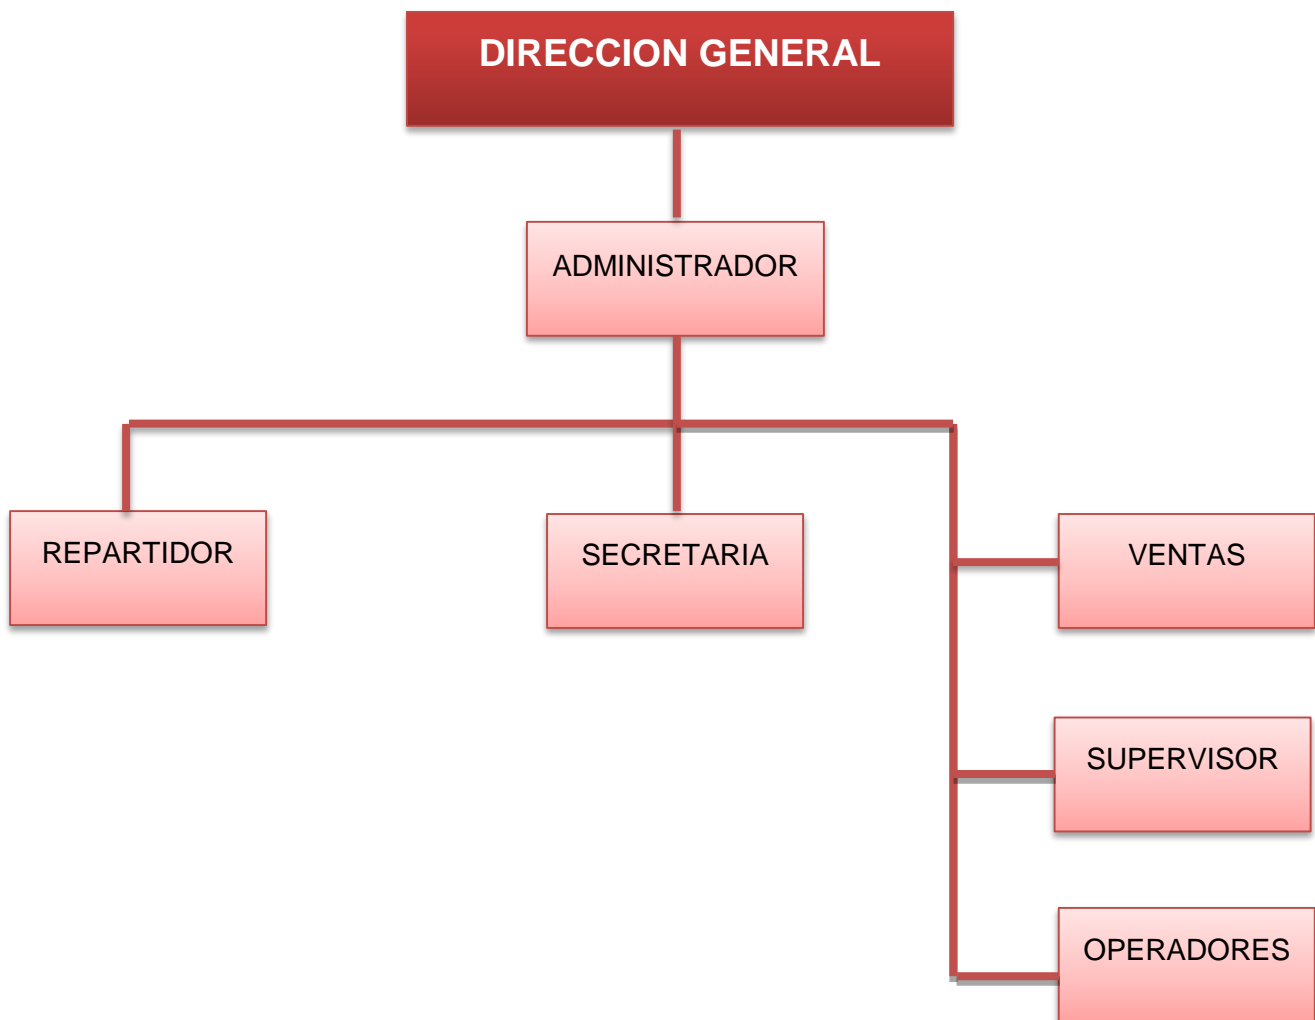 DIRECCION GENERAL
ADMINISTRADOR
REPARTIDOR
SECRETARIA
VENTAS
SUPERVISOR
OPERADORES